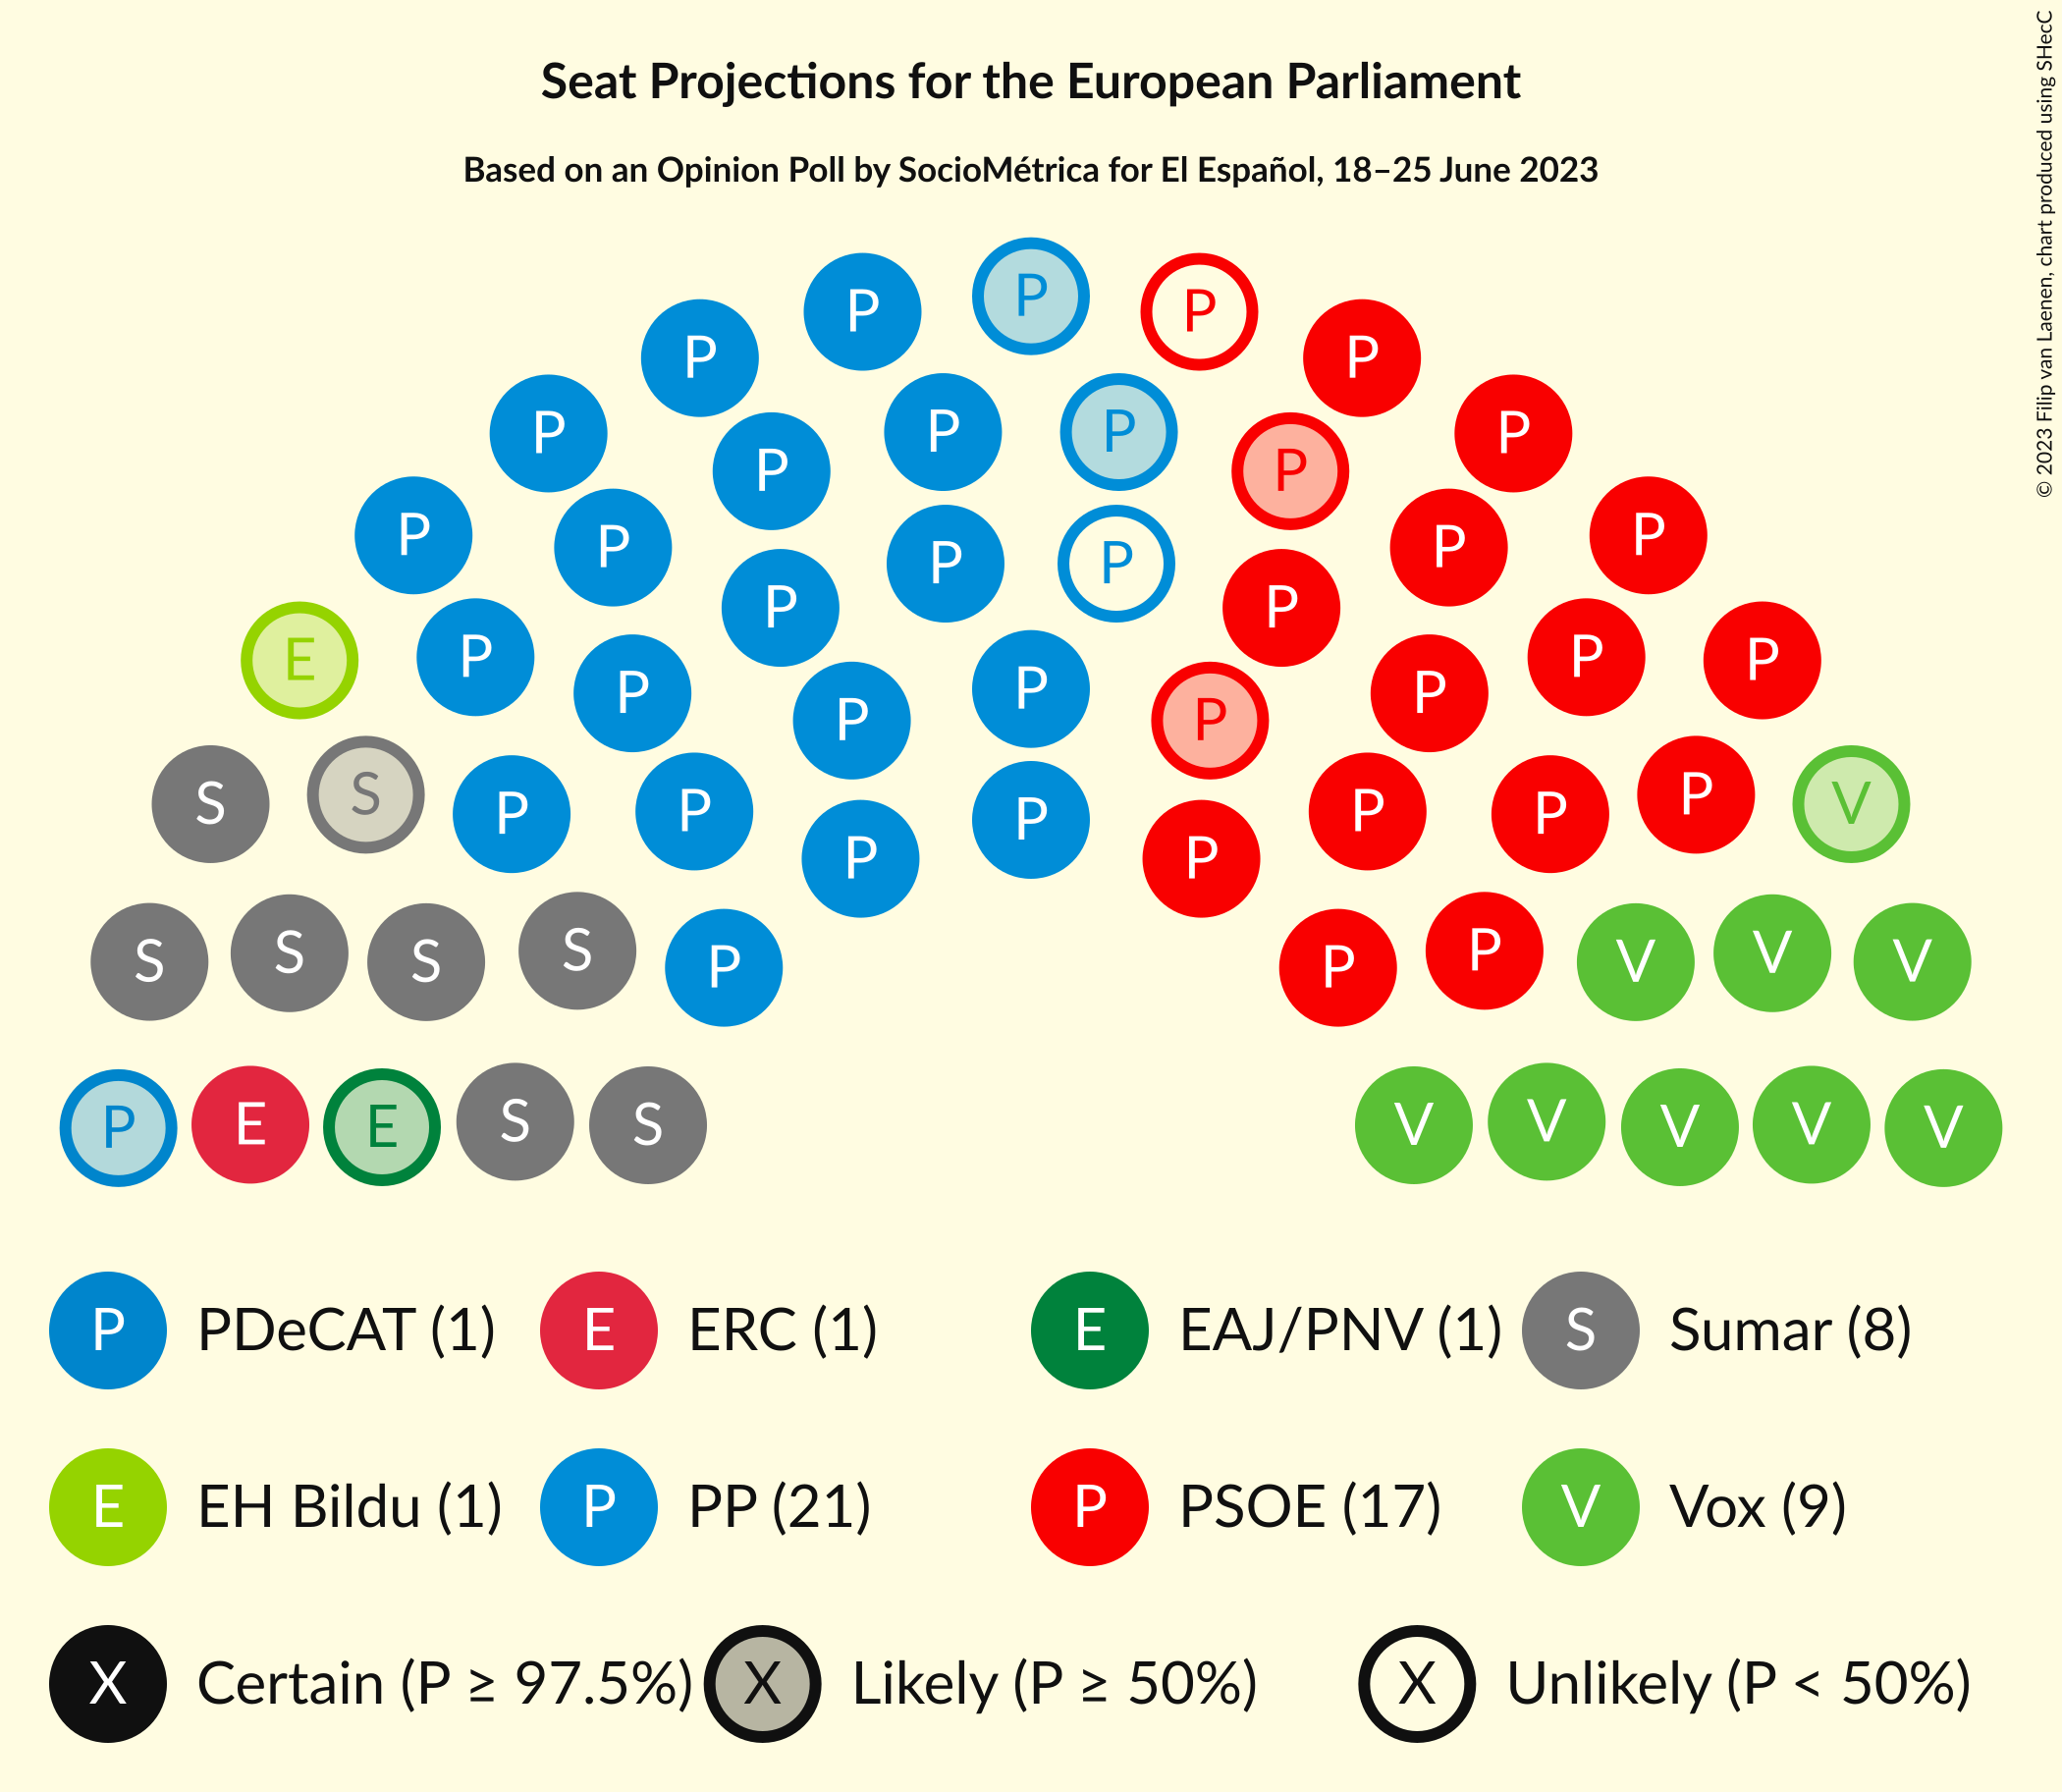 Seat Projections for the European Parliament
Based on an Opinion Poll by SocioMétrica for El Español, 18–25 June 2023
© 2023 Filip van Laenen, chart produced using SHecC
P
P P
P P
P P
P P P P
P P
P P P
P P
P P
E P P P P P P
P P P
S S P P P P P P V
P P P
S S S S P P P V V V
P E E S S V V V V V
P PDeCAT (1) E ERC (1) E EAJ/PNV (1) S Sumar (8)
E EH Bildu (1) P PP (21) P PSOE (17) V Vox (9)
X Certain (P ≥ 97.5%) X Likely (P ≥ 50%) X Unlikely (P < 50%)